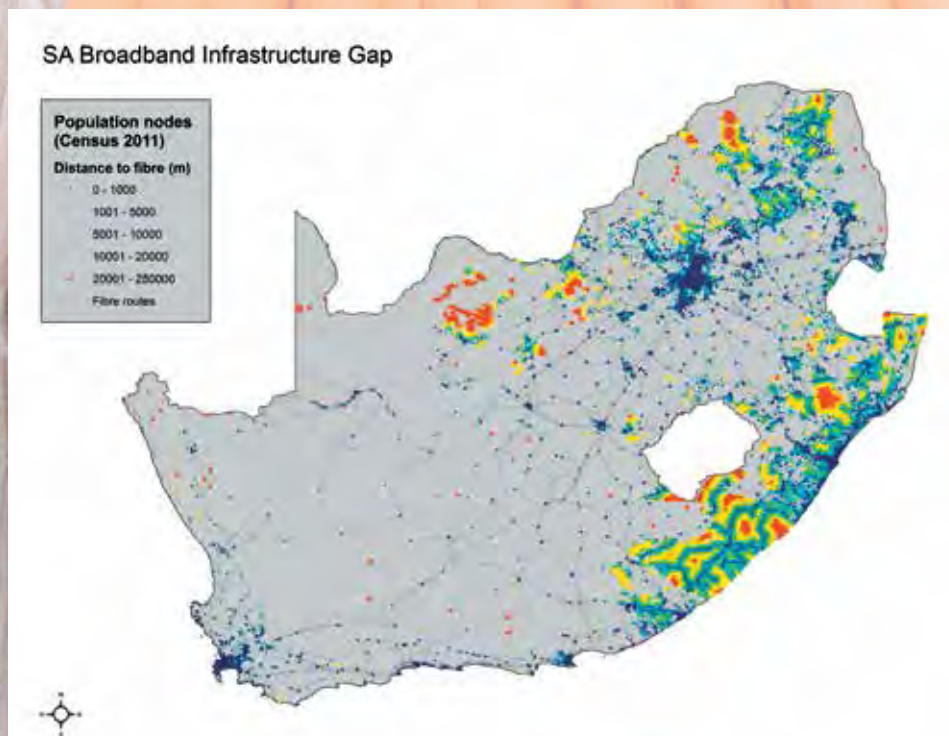 SA Broadband Infrastructure Gap
Population nodes
(Census 2011)
Distance to fibre (m)
0 - 1000
1001 - 5000
5001 - 10000
10001 - 20000
20001 - 250000
Fibre routes